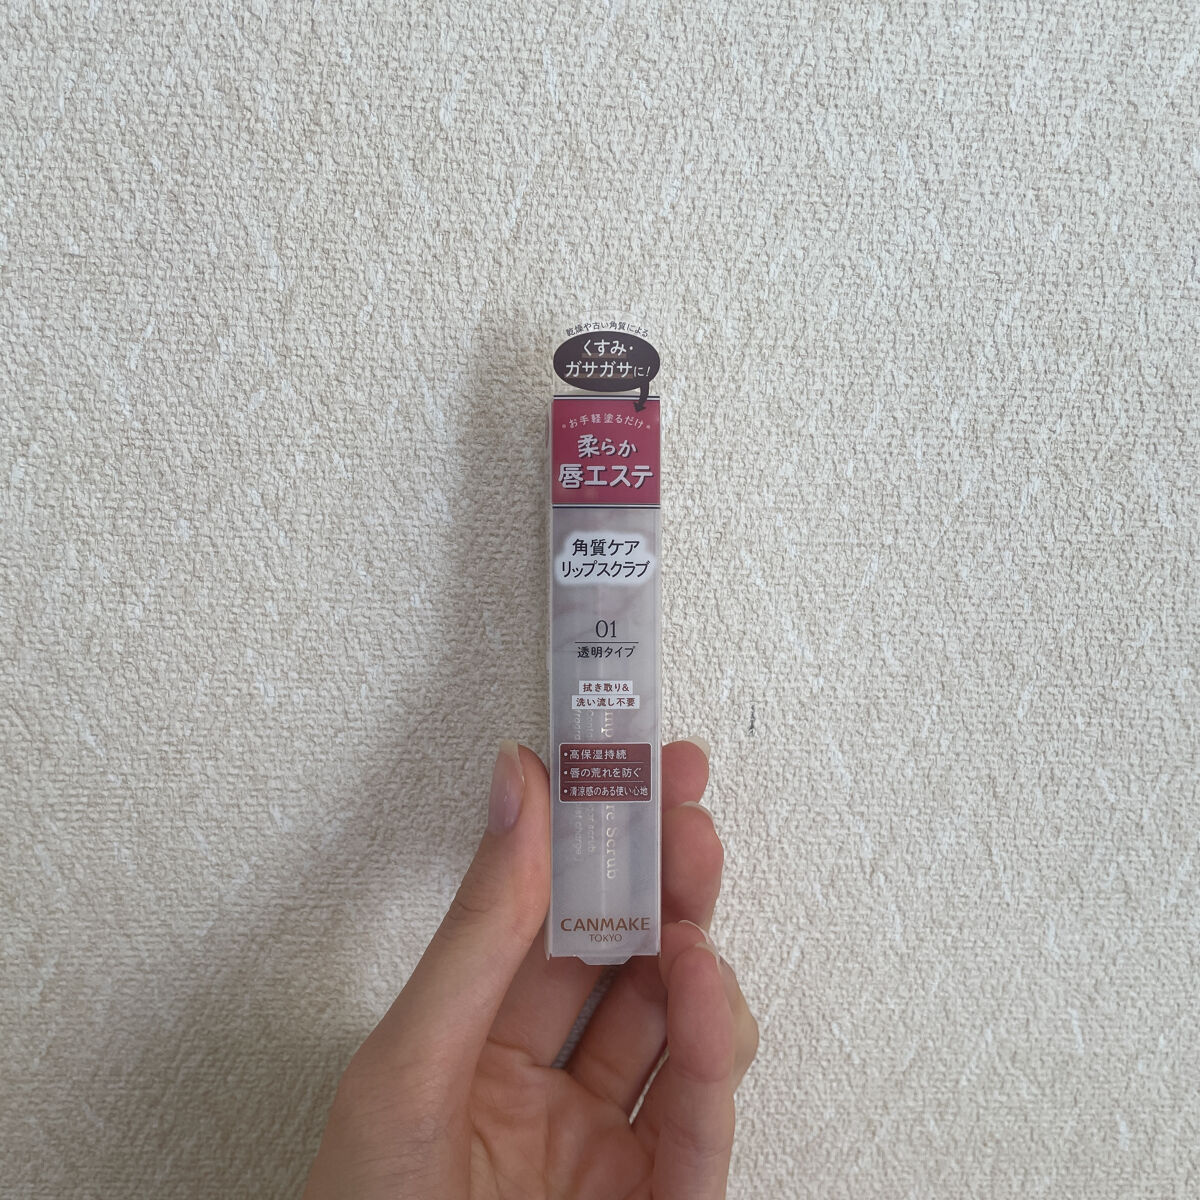 乾燥や古い角質による
くすみ・
ガサガサに!
お手軽塗るだけ
柔らか
唇エステ
角質ケア
リップスクラブ
01
透明タイプ
拭き取り&
洗い流し不要
・高保湿持続
・唇の荒れを防ぐ
・清涼感のある使い心地
Scrub
CANMAKE
TOKYO